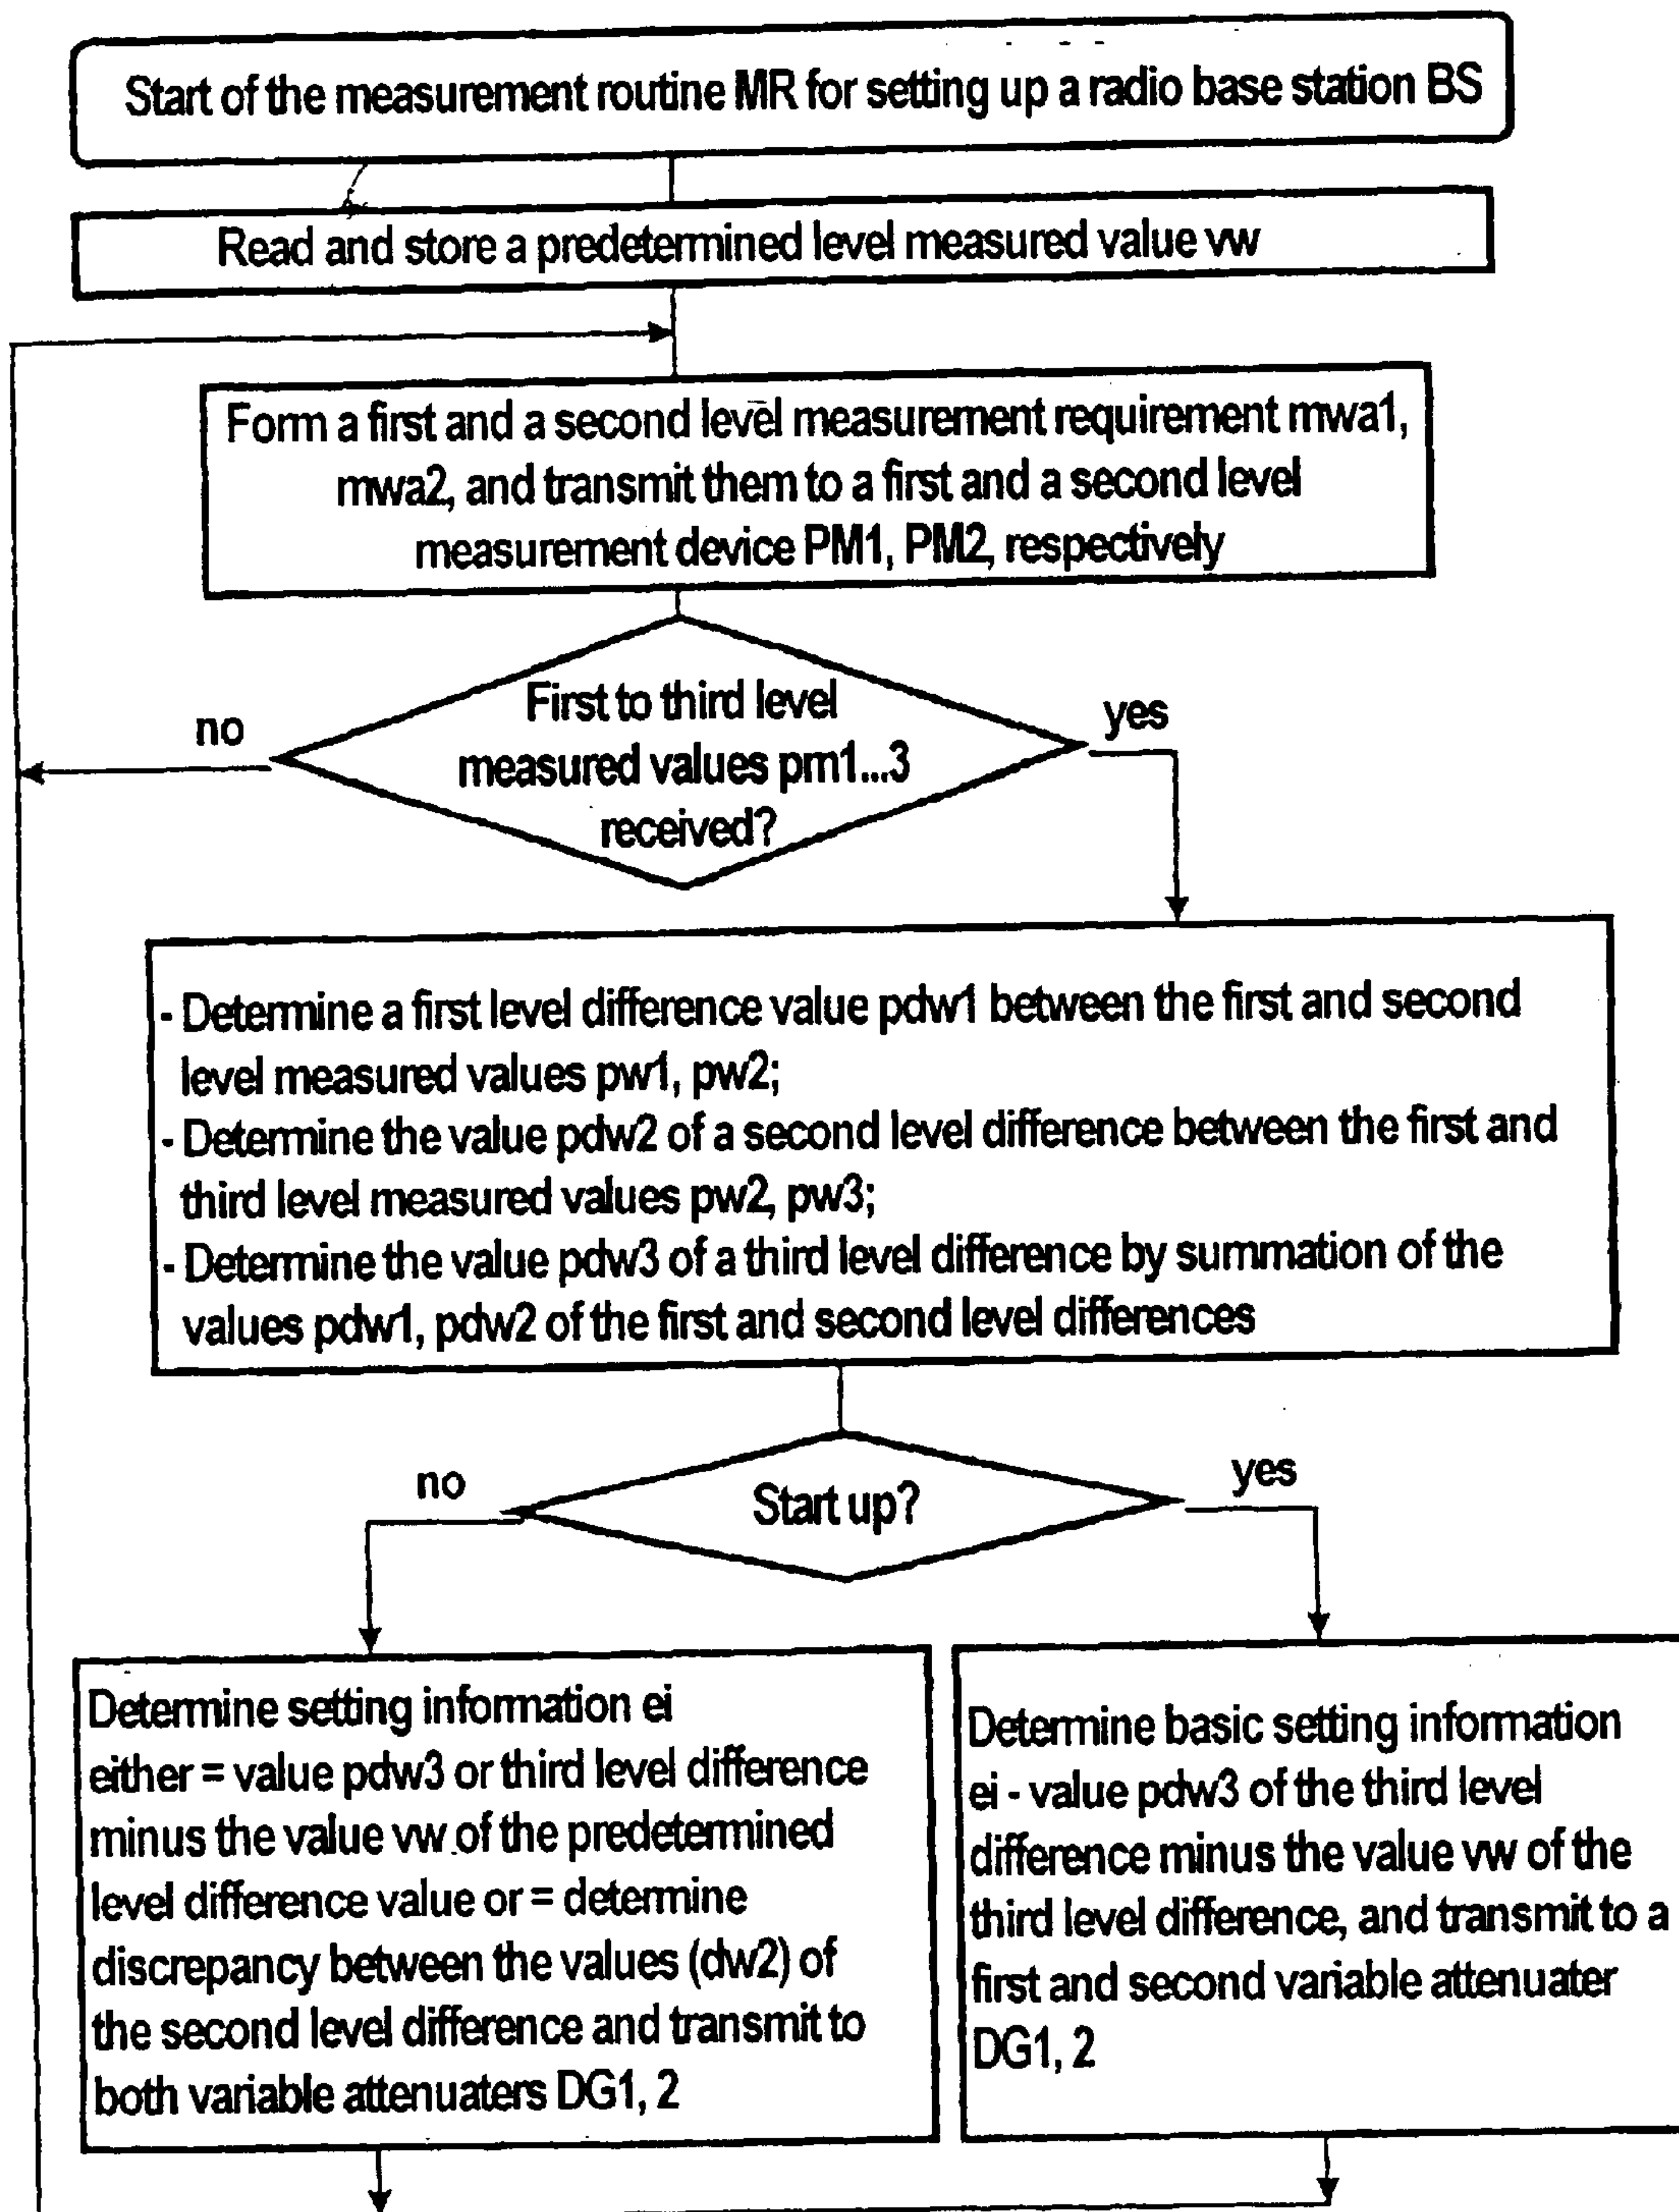 Start of the measurement routine MR for setting up a radio base station BS
Read and store a predetermined level measured value vw
Form a first and a second level measurement requirement mwa1,
mwa2, and transmit them to a first and a second level
measurement device PM1, PM2, respectively
First to third level
measured values pm1...3
received?
no
yes
- Determine a first level difference value pdw1 between the first and second
level measured values pw1, pw2;
- Determine the value pdw2 of a second level difference between the first and
third level measured values pw2, pw3;
- Determine the value pdw3 of a third level difference by summation of the
values pdw1, pdw2 of the first and second level differences
Start up?
no
yes
Determine setting information ei
either = value pdw3 or third level difference
minus the value vw of the predetermined
level difference value or = determine
discrepancy between the values (dw2) of
the second level difference and transmit to
both variable attenuaters DG1, 2
Determine basic setting information
ei - value pdw3 of the third level
difference minus the value vw of the
third level difference, and transmit to a
first and second variable attenuater
DG1, 2